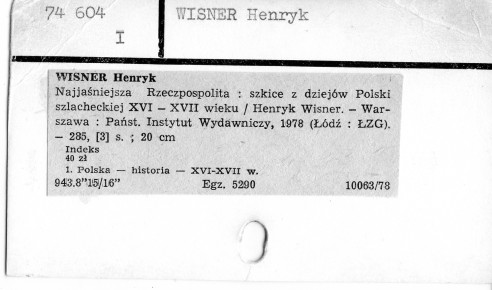 74 604
I
WISNER Henryk
WISNER Henryk
Najjaśniejsza Rzeczpospolita : szkice z dziejów Polski
szlacheckiej XVI — XVII wieku / Henryk Wisner. — War-
szawa : Państ. Instytut Wydawniczy, 1978 (Łódź : ŁZG).
— 285, [3] s. ; 20 cm
Indeks
40 zł
1. Polska — historia — XVI-XVII w.
943.8"15/16" Egz. 5290 10063/78